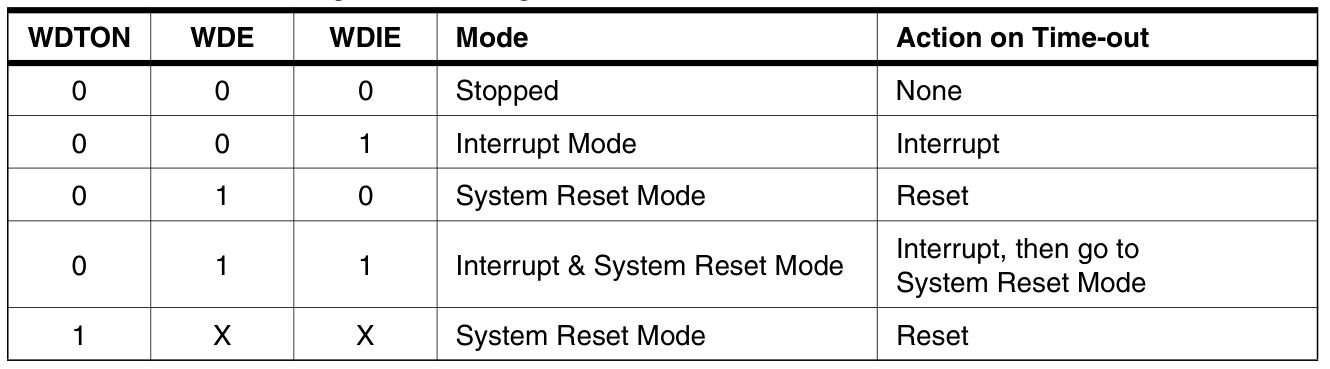 WDTON WDE WDIE Mode Action on Time-out
0 0 0 Stopped None
0 0 1 Interrupt Mode Interrupt
0 1 0 System Reset Mode Reset
0 1 1 Interrupt & System Reset Mode Interrupt, then go to
System Reset Mode
1 X X System Reset Mode Reset